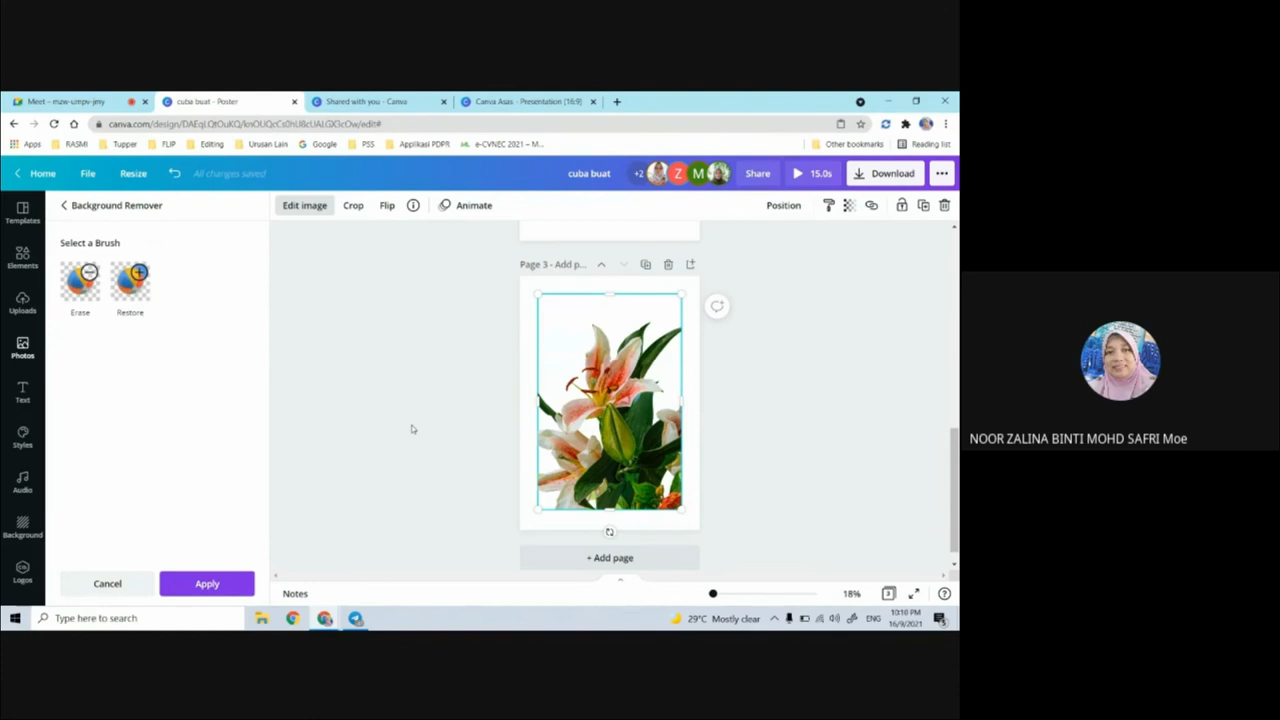 Meet – mzw-umpv-jmy
cuba buat - Poster
Shared with you - Canva
Canva Asas - Presentation (16:9)
Apps
RASMI
Tupper
FLIP
Editing
Urusan Lain
Google
PSS
Applikasi PDPR
e-CVNEC 2021 – M...
Other bookmarks
Reading list
Home
File
Resize
All changes saved
cuba buat
+2
Z
M
Share
15.0s
Download
Templates
Elements
Uploads
Photos
Text
Styles
Audio
Background
Logos
Background Remover
Edit image
Crop
Flip
Animate
Position
Select a Brush
Erase
Restore
Page 3 - Add p...
+ Add page
Cancel
Apply
Notes
18%
3
NOOR ZALINA BINTI MOHD SAFRI Moe
Type here to search
29°C Mostly clear
ENG
10:10 PM
16/9/2021